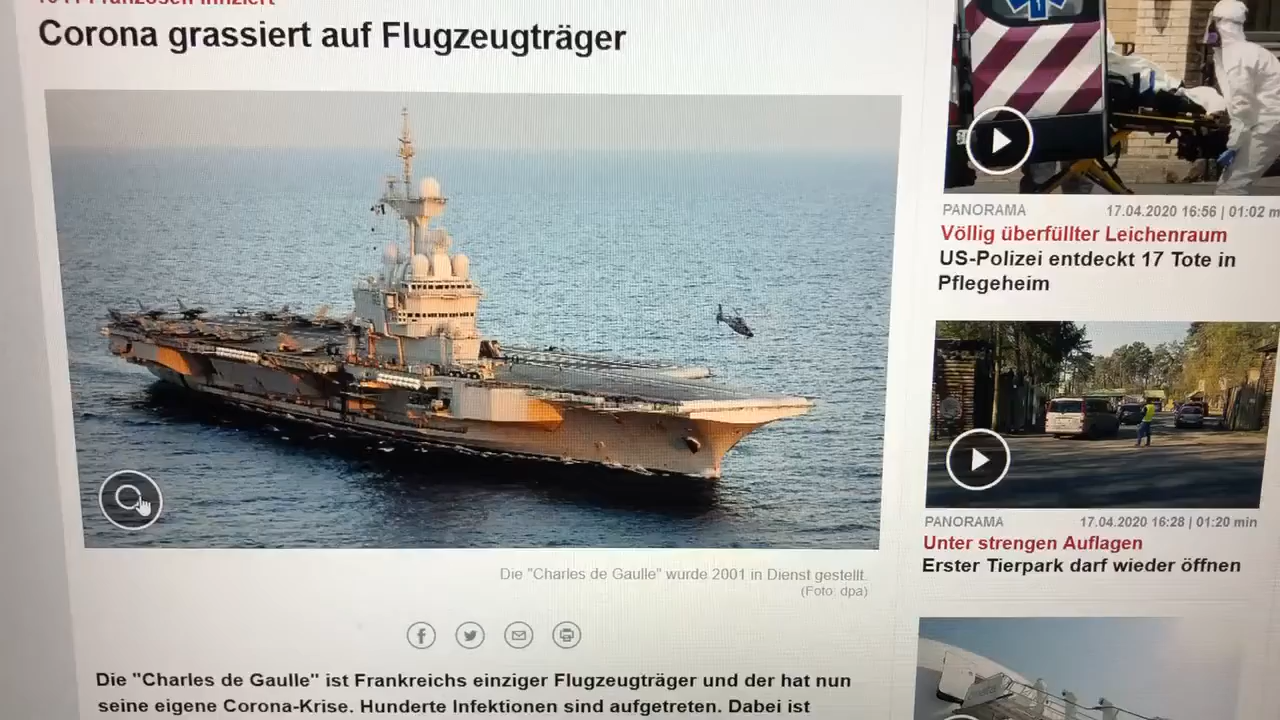 Corona grassiert auf Flugzeugträger
Die "Charles de Gaulle" wurde 2001 in Dienst gestellt.
(Foto: dpa)
Die "Charles de Gaulle" ist Frankreichs einziger Flugzeugträger und der hat nun
seine eigene Corona-Krise. Hunderte Infektionen sind aufgetreten. Dabei ist
PANORAMA 17.04.2020 16:56 | 01:02 m
Völlig überfüllter Leichenraum
US-Polizei entdeckt 17 Tote in
Pflegeheim
PANORAMA 17.04.2020 16:28 | 01:20 min
Unter strengen Auflagen
Erster Tierpark darf wieder öffnen